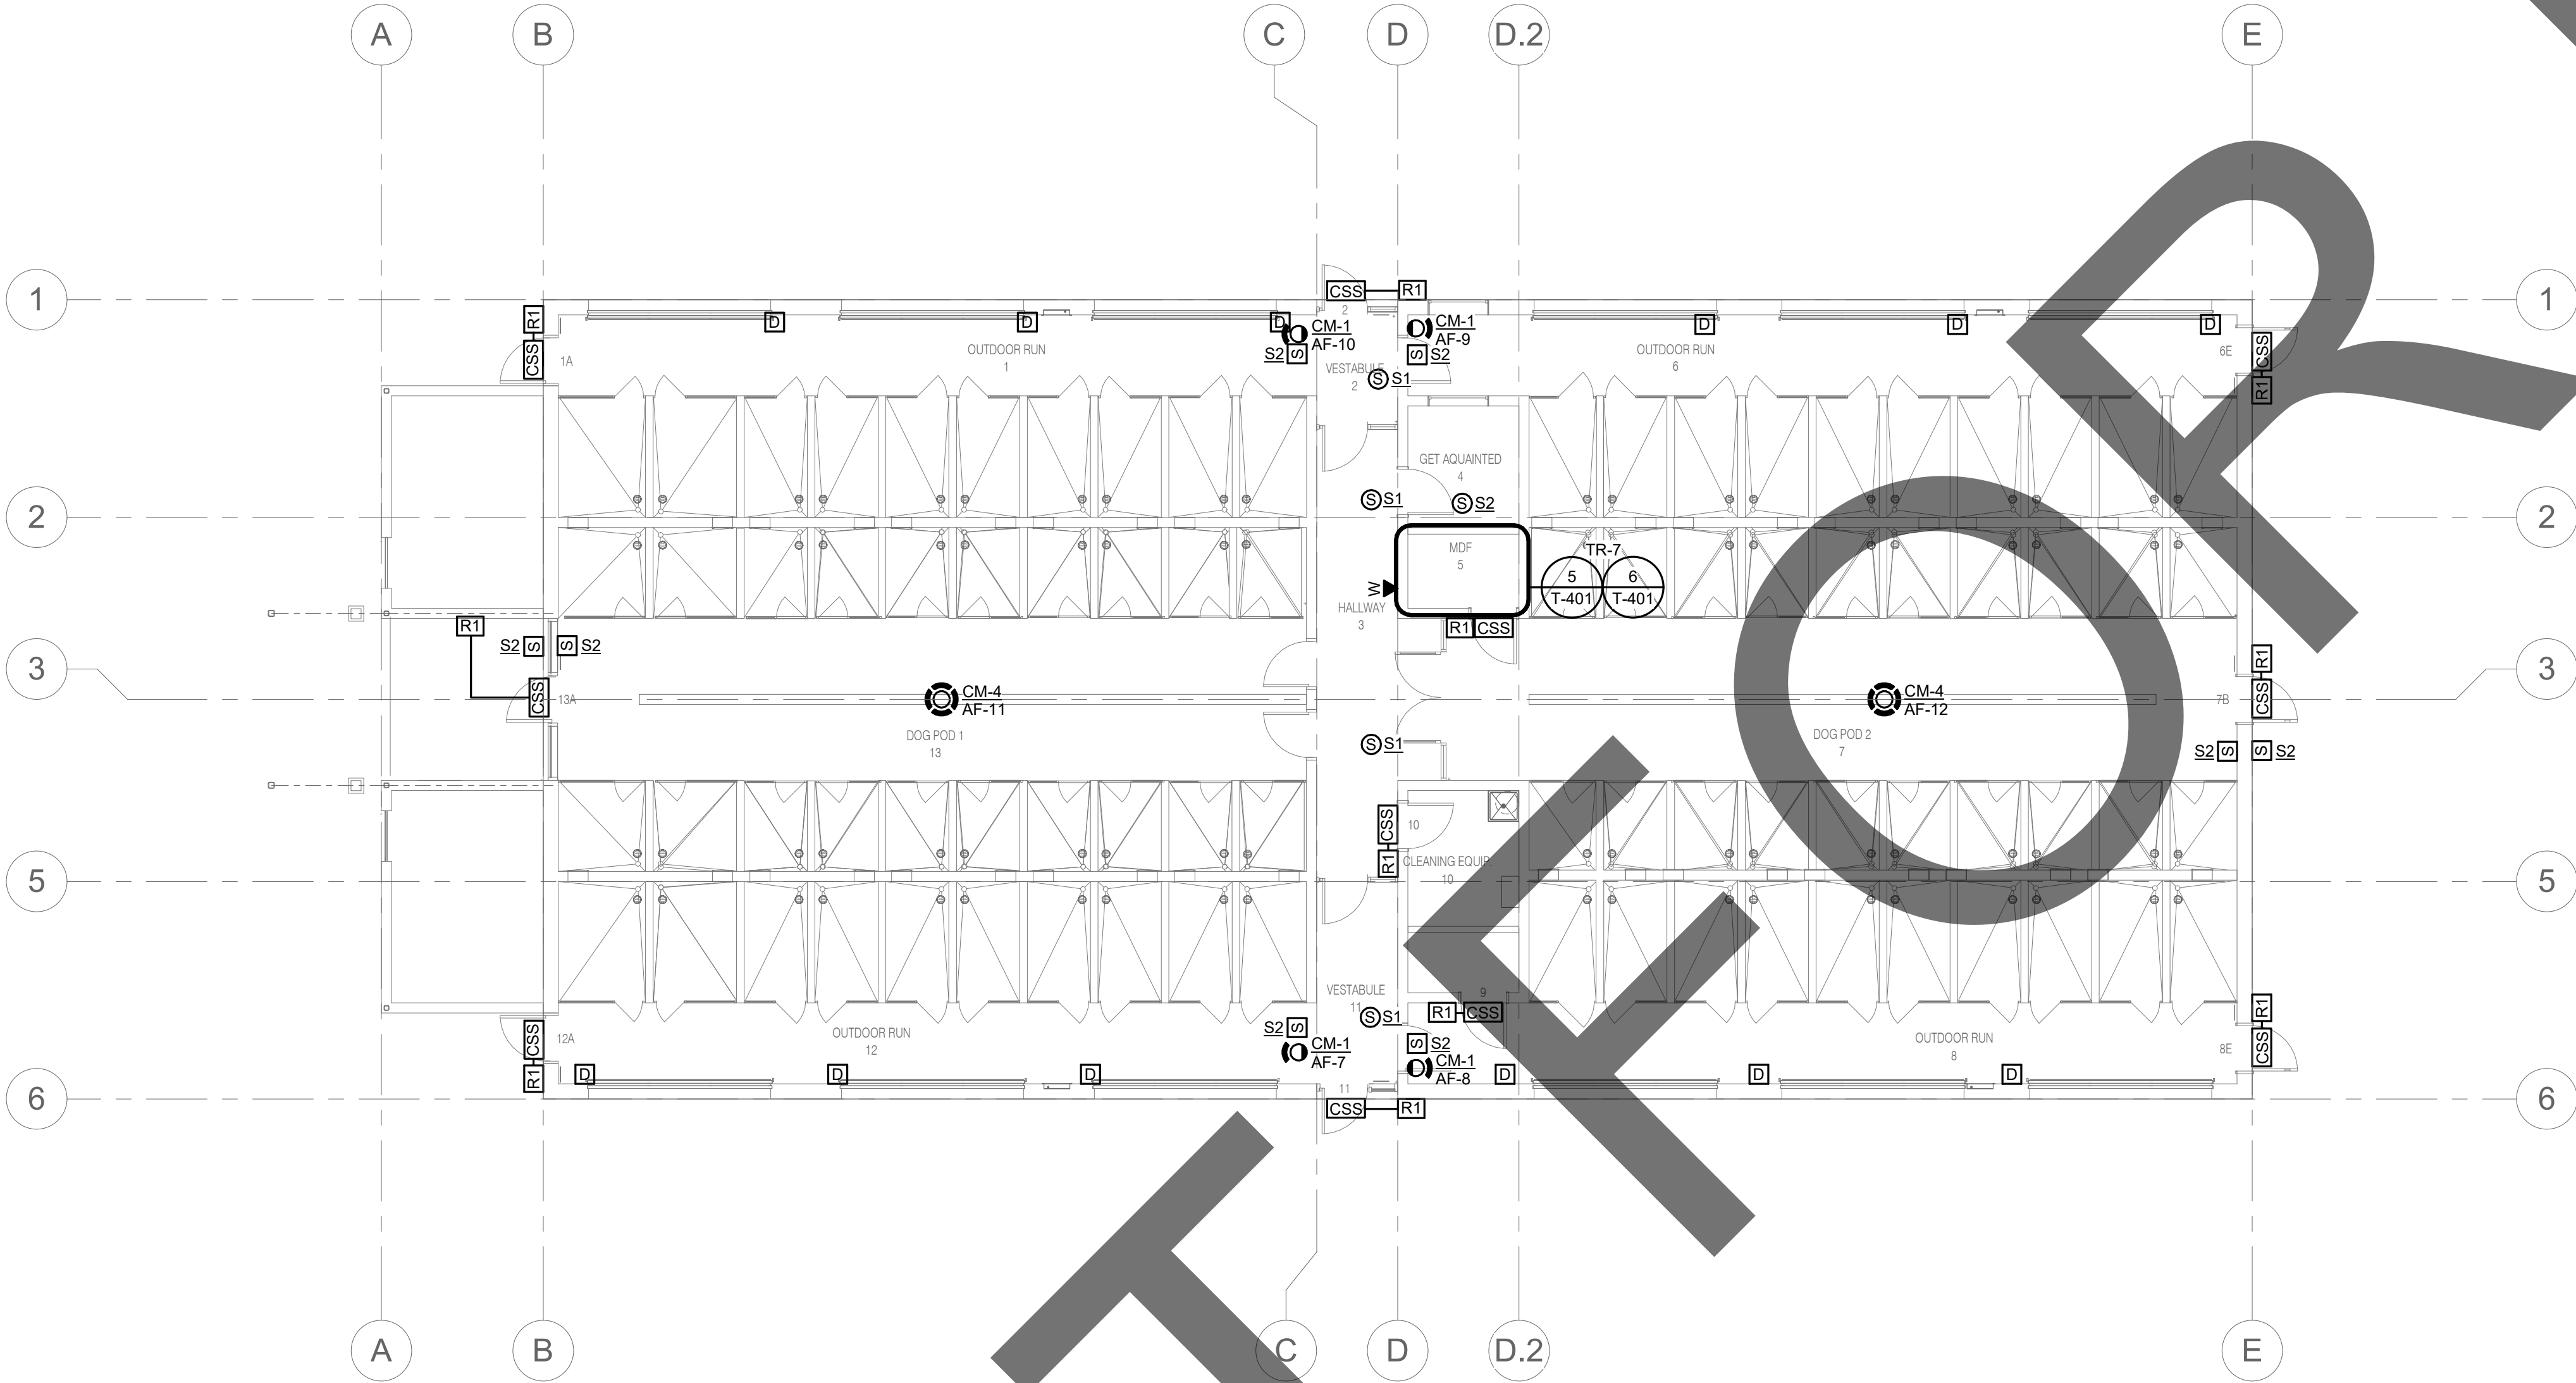 A B C D D.2 E
1 1
CSS R1
2
R1
CSS
1A
D D D
CM-1
AF-10
S2 S
OUTDOOR RUN
1
CM-1
AF-9
S S2
VESTABULE
2
S S1
OUTDOOR RUN
6
D D D
6E
CSS
R1
GET AQUAINTED
4
S S1
S S2
2 2
MDF
5
TR-7
5
T-401
6
T-401
W
HALLWAY
3
R1 CSS
R1
S2 S
S S2
CSS
13A
3 3
CM-4
AF-11
DOG POD 1
13
CM-4
AF-12
DOG POD 2
7
R1
CSS
7B
S2 S
S S2
S S1
CSS
R1
10
CLEANING EQUIP.
10
5 5
VESTABULE
11
S S1
9
R1 CSS
12A
CSS
R1
OUTDOOR RUN
12
S2 S
CM-1
AF-7
S S2
CM-1
AF-8
D D D
D D D
OUTDOOR RUN
8
8E
R1
CSS
11
CSS R1
6 6
A B C D D.2 E
T
F
O
R